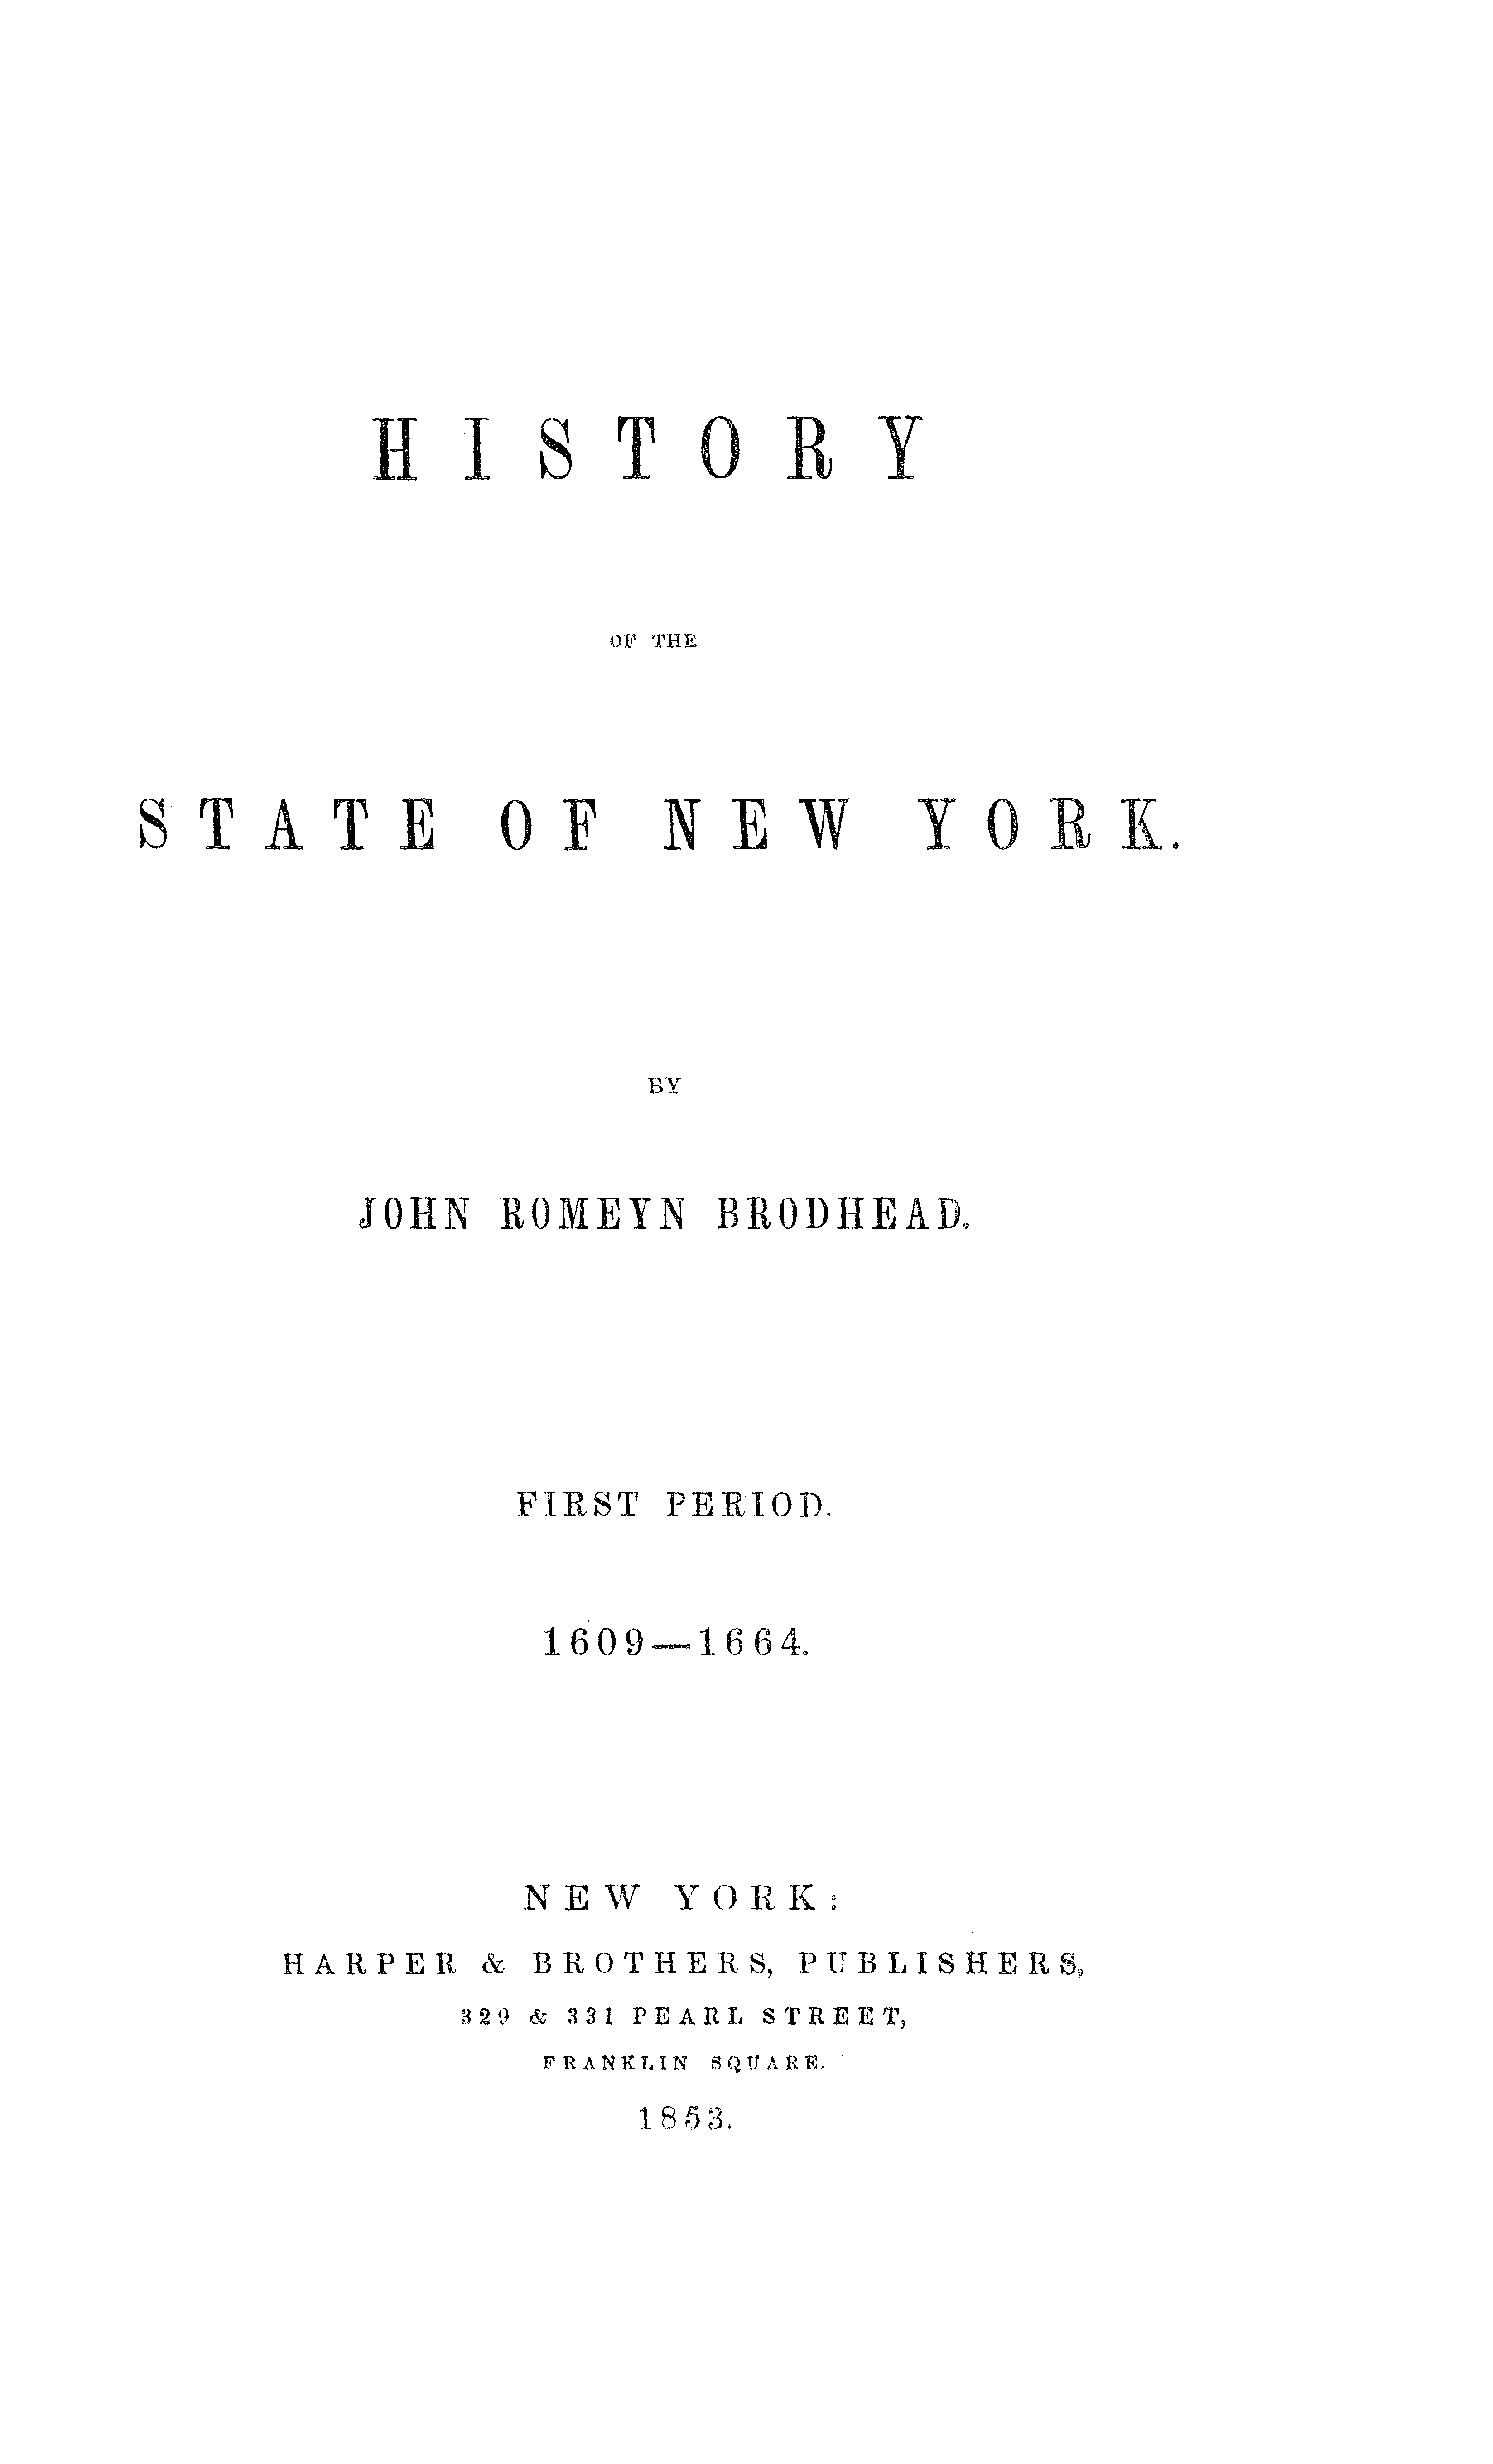 HISTORY
OF THE
STATE OF NEW YORK.
BY
JOHN ROMEYN BRODHEAD.
FIRST PERIOD.
1609—1664.
NEW YORK:
HARPER & BROTHERS, PUBLISHERS,
329 & 331 PEARL STREET,
FRANKLIN SQUARE.
1853.